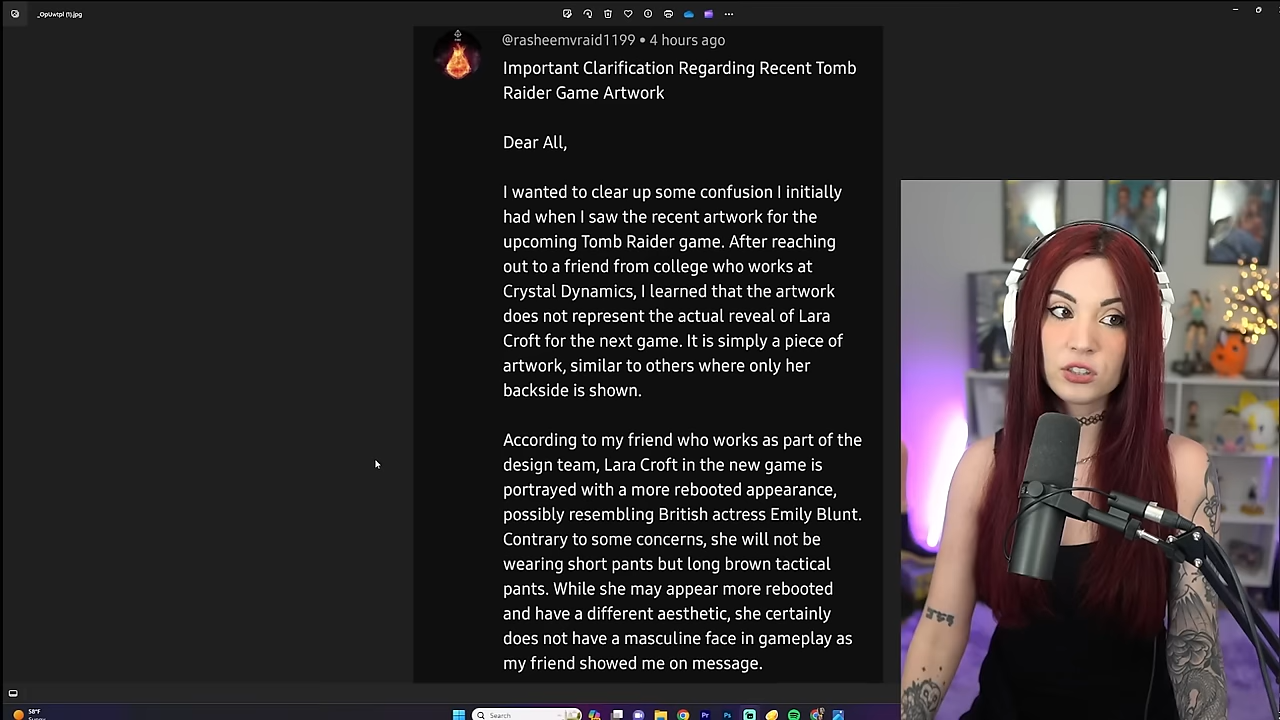 _OpUwtpl (1).jpg
@rasheemvraid1199 • 4 hours ago
Important Clarification Regarding Recent Tomb
Raider Game Artwork
Dear All,
I wanted to clear up some confusion I initially
had when I saw the recent artwork for the
upcoming Tomb Raider game. After reaching
out to a friend from college who works at
Crystal Dynamics, I learned that the artwork
does not represent the actual reveal of Lara
Croft for the next game. It is simply a piece of
artwork, similar to others where only her
backside is shown.
According to my friend who works as part of the
design team, Lara Croft in the new game is
portrayed with a more rebooted appearance,
possibly resembling British actress Emily Blunt.
Contrary to some concerns, she will not be
wearing short pants but long brown tactical
pants. While she may appear more rebooted
and have a different aesthetic, she certainly
does not have a masculine face in gameplay as
my friend showed me on message.
58°F
Sunny
Search